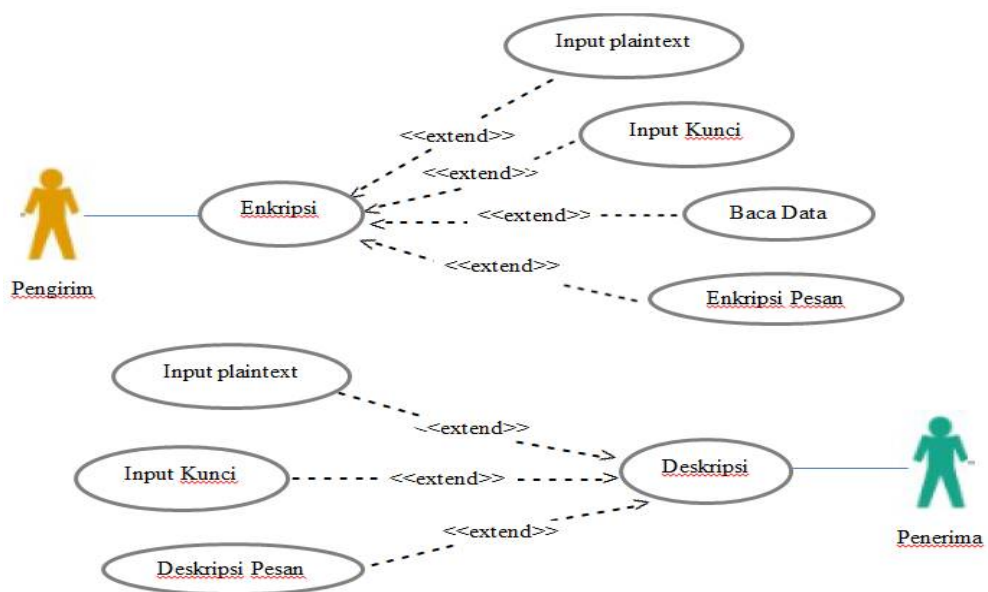 Input plaintext
<<extend>>
Input Kunci
<<extend>>
Enkripsi
<<extend>>
Baca Data
<<extend>>
Pengirim
Enkripsi Pesan
Input plaintext
<<extend>>
Deskripsi
Input Kunci
<<extend>>
<<extend>>
Penerima
Deskripsi Pesan